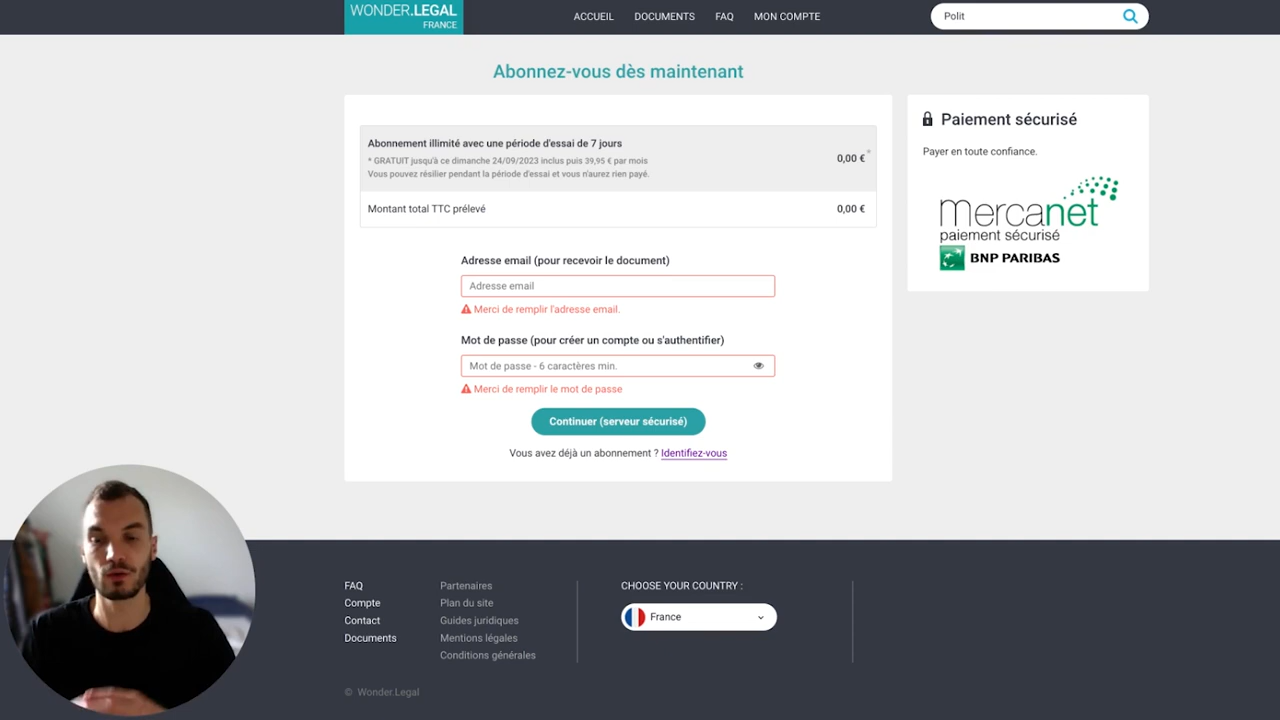 WONDER.LEGAL
FRANCE
ACCUEIL
DOCUMENTS
FAQ
MON COMPTE
Polit
Abonnez-vous dès maintenant
Abonnement illimité avec une période d'essai de 7 jours
* GRATUIT jusqu'à ce dimanche 24/09/2023 inclus puis 39,95 € par mois
Vous pouvez résilier pendant la période d'essai et vous n'aurez rien payé.
0,00 € *
Montant total TTC prélevé
0,00 €
Adresse email (pour recevoir le document)
Adresse email
Merci de remplir l'adresse email.
Mot de passe (pour créer un compte ou s'authentifier)
Mot de passe - 6 caractères min.
Merci de remplir le mot de passe
Continuer (serveur sécurisé)
Vous avez déjà un abonnement ? Identifiez-vous
Paiement sécurisé
Payer en toute confiance.
mercanet
paiement sécurisé
BNP PARIBAS
FAQ
Compte
Contact
Documents
Partenaires
Plan du site
Guides juridiques
Mentions légales
Conditions générales
CHOOSE YOUR COUNTRY :
France
© Wonder.Legal